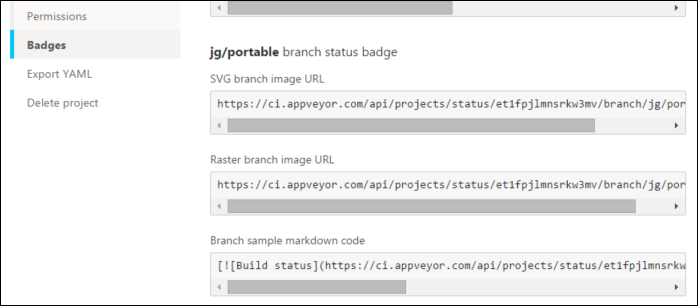 Permissions
Badges
Export YAML
Delete project
jg/portable branch status badge
SVG branch image URL
https://ci.appveyor.com/api/projects/status/et1fpjlmnsrkw3mv/branch/jg/por
Raster branch image URL
https://ci.appveyor.com/api/projects/status/et1fpjlmnsrkw3mv/branch/jg/por
Branch sample markdown code
[![Build status](https://ci.appveyor.com/api/projects/status/et1fpjlmnsrkw